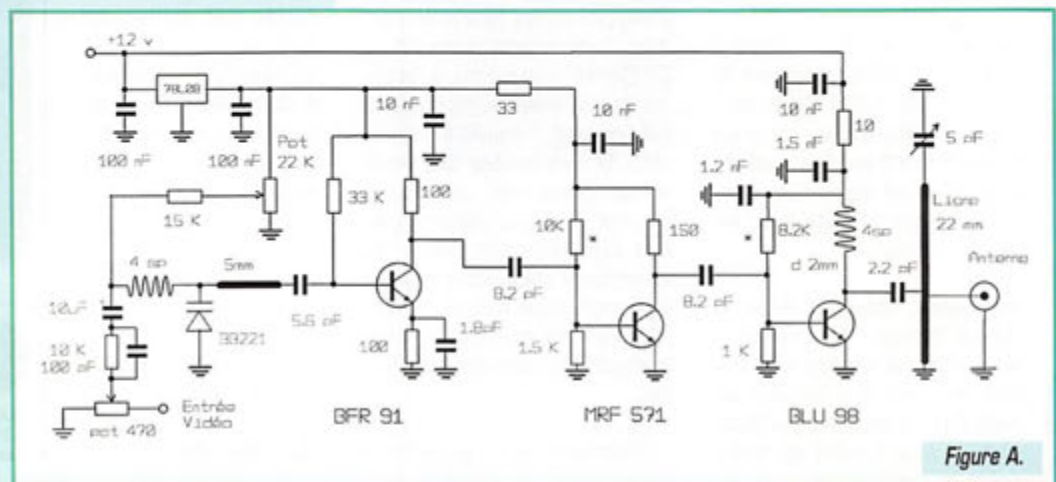 +12 v
78L08
100 nF
100 nF
Pot
22 K
10 nF
33
10 nF
10 nF
10
1.5 nF
1.2 nF
5 pF
15 K
33 K
100
10K
*
150
*
8.2K
4sp
d 2mm
Ligne
22 mm
Antenne
4 sp
5mm
5.6 pF
8.2 pF
8.2 pF
2.2 pF
10uF
10 K
100 pF
100
1.8pF
1.5 K
1 K
pot 470
Entrée
Vidéo
BFR 91
MRF 571
BLU 98
Figure A.